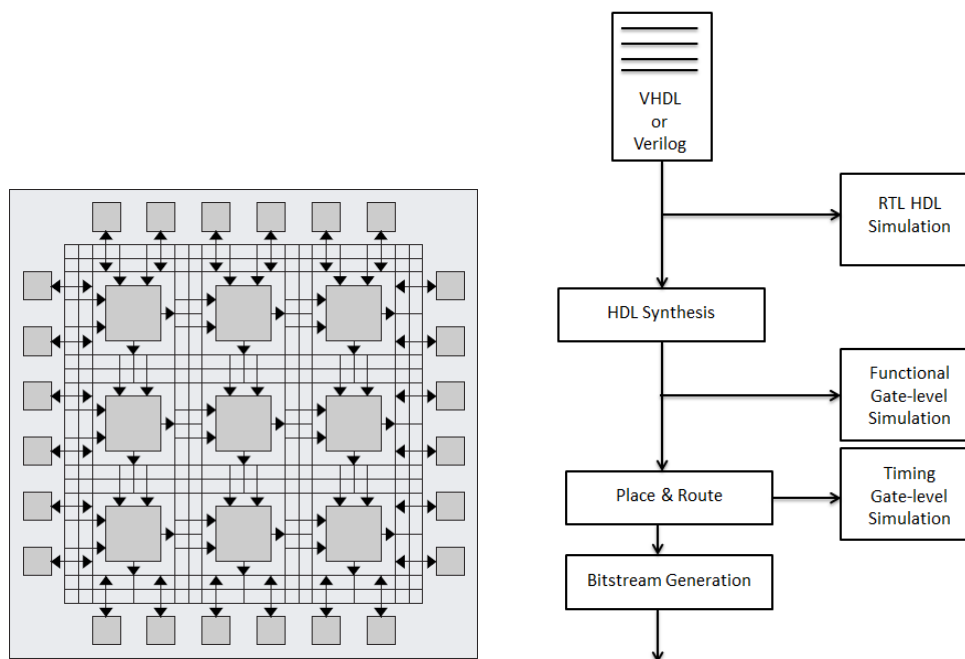 VHDL
or
Verilog
RTL HDL
Simulation
HDL Synthesis
Functional
Gate-level
Simulation
Place & Route
Timing
Gate-level
Simulation
Bitstream Generation